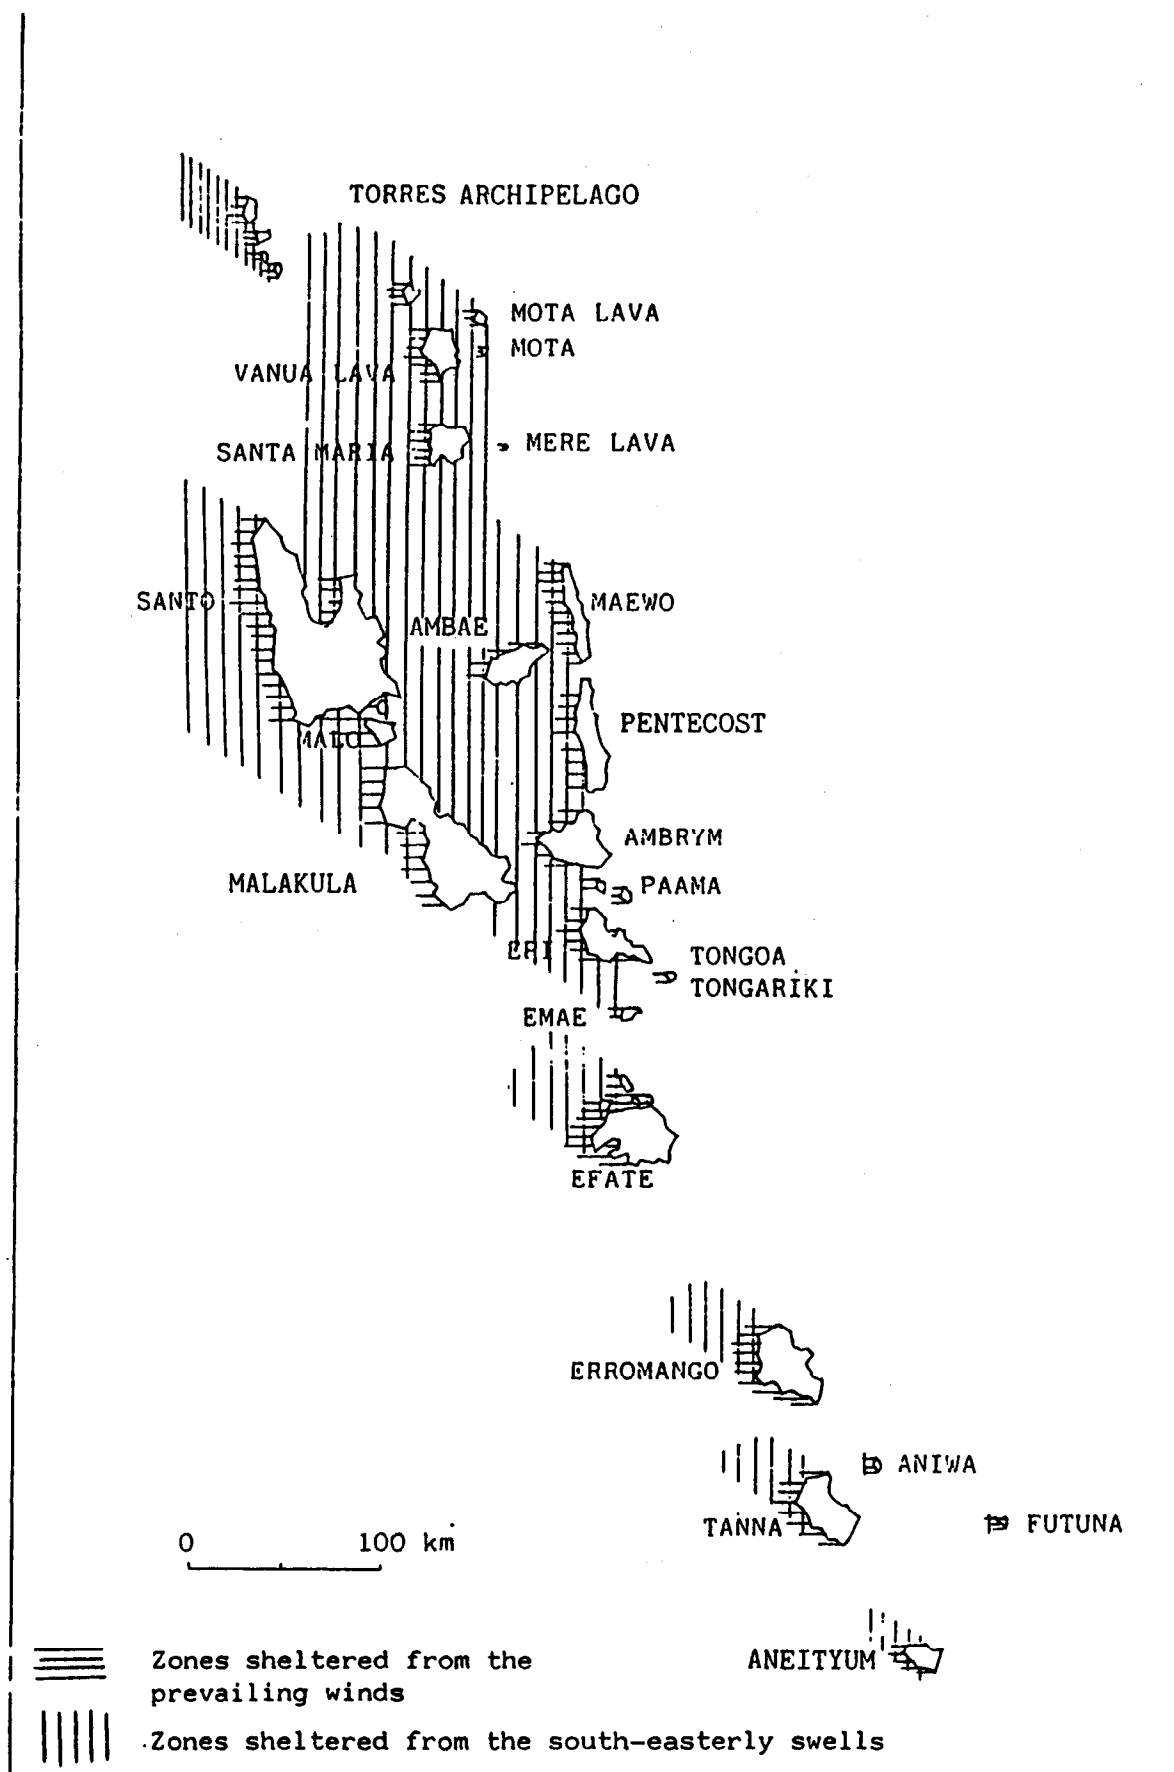 TORRES ARCHIPELAGO
MOTA LAVA
MOTA
VANUA LAVA
SANTA MARIA
MERE LAVA
SANTO
MAEWO
AMBAE
PENTECOST
MALO
AMBRYM
MALAKULA
PAAMA
EPI
TONGOA
TONGARIKI
EMAE
EFATE
ERROMANGO
ANIWA
TANNA
FUTUNA
0 100 km
ANEITYUM
Zones sheltered from the
prevailing winds
Zones sheltered from the south-easterly swells